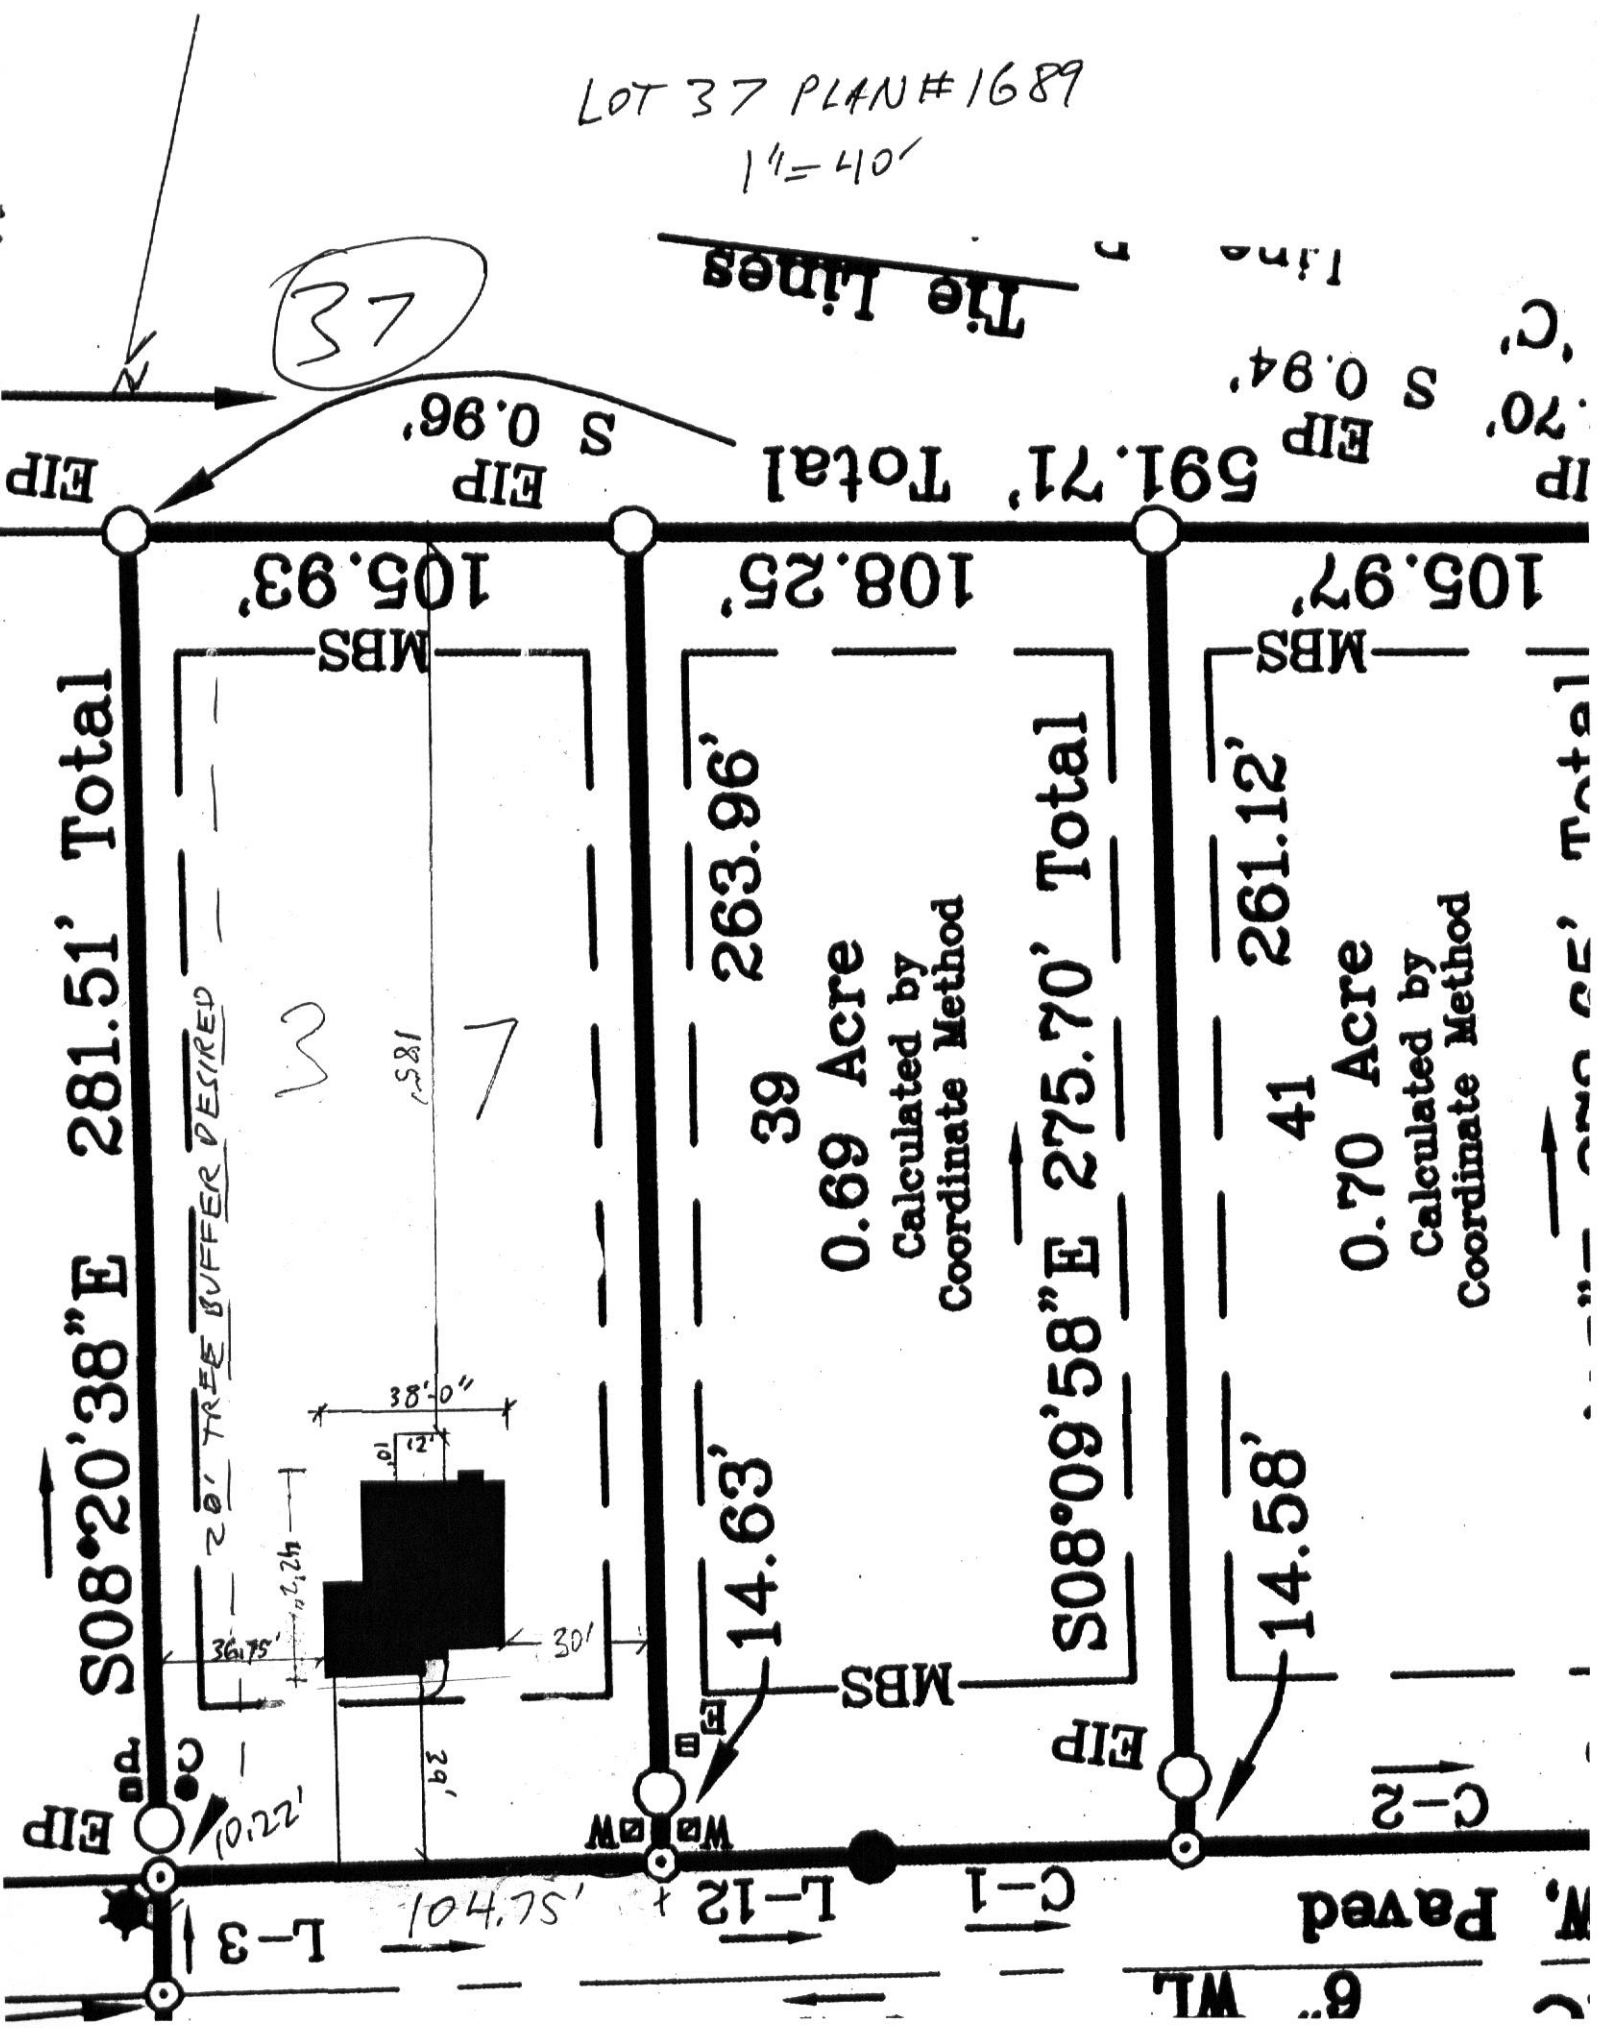 LOT 37 PLAN # 1689
1"=40'
37
N
Tie Lines
Line
'C'
S 0.94'
EIP
.70'
S 0.96'
EIP
EIP
591.71' Total
105.93'
108.25'
105.97'
MBS
MBS
S08°20'38"E 281.51' Total
20' TREE BUFFER DESIRED
37
185'
263.96'
39
0.69 Acre
Calculated by
Coordinate Method
S08°09'58"E 275.70' Total
261.12'
41
0.70 Acre
Calculated by
Coordinate Method
Total
38'-0"
12'
10'
42'2"
36.75'
30'
14.63'
14.58'
MBS
E
EIP
P
C
EIP
10.22'
39'
W
W
C-2
104.75'
L-3
L-12
C-1
Paved
6" WL